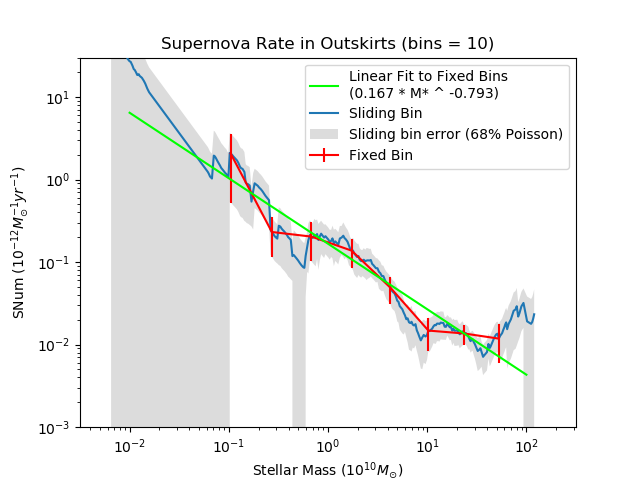 Supernova Rate in Outskirts (bins = 10)
Linear Fit to Fixed Bins
(0.167 * M* ^ -0.793)
Sliding Bin
Sliding bin error (68% Poisson)
Fixed Bin
SNum (10⁻¹²M⊙⁻¹yr⁻¹)
10¹
10⁰
10⁻¹
10⁻²
10⁻³
10⁻² 10⁻¹ 10⁰ 10¹ 10²
Stellar Mass (10¹⁰M⊙)